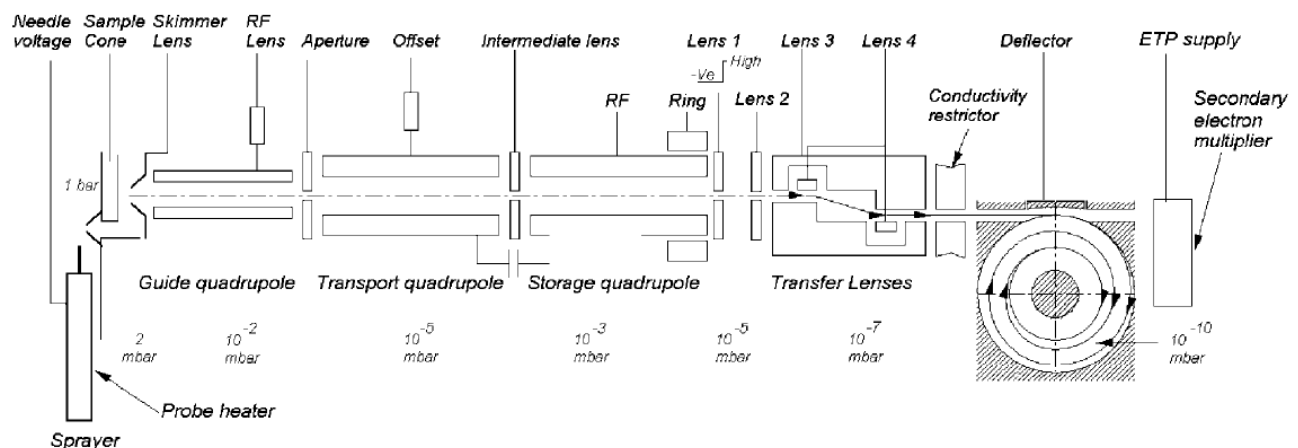 Needle
voltage
Sample
Cone
Skimmer
Lens
RF
Lens
Aperture
Offset
Intermediate lens
Lens 1
-Ve
High
Lens 3
Lens 4
Deflector
ETP supply
RF
Ring
Lens 2
Conductivity
restrictor
Secondary
electron
multiplier
1 bar
Guide quadrupole
Transport quadrupole
Storage quadrupole
Transfer Lenses
2
mbar
10-2
mbar
10-5
mbar
10-3
mbar
10-5
mbar
10-7
mbar
10-10
mbar
Probe heater
Sprayer